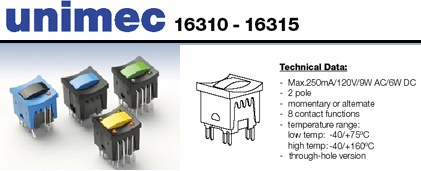 unimec 16310 - 16315
Technical Data:
- Max.250mA/120V/9W AC/6W DC
- 2 pole
- momentary or alternate
- 8 contact functions
- temperature range:
low temp: -40/+75ºC
high temp: -40/+160ºC
- through-hole version